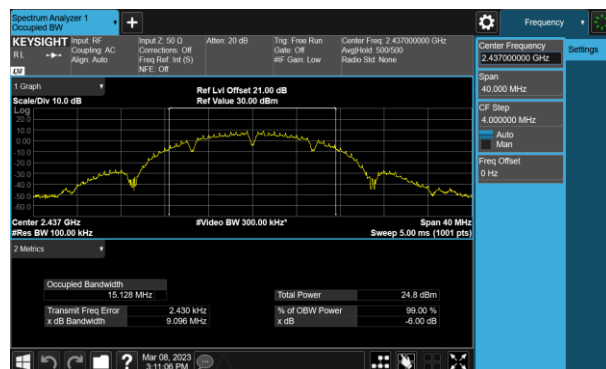 Spectrum Analyzer 1
Occupied BW
Frequency
KEYSIGHT
Input: RF
Coupling: AC
Align: Auto
Input Z: 50 Ω
Corrections: Off
Freq Ref: Int (S)
NFE: Off
Atten: 20 dB
Trig: Free Run
Gate: Off
#IF Gain: Low
Center Freq: 2.437000000 GHz
Avg|Hold: 500/500
Radio Std: None
RL
LXI
Center Frequency
2.437000000 GHz
Settings
Span
40.000 MHz
CF Step
4.000000 MHz
Auto
Man
Freq Offset
0 Hz
1 Graph
Scale/Div 10.0 dB
Ref Lvl Offset 21.00 dB
Ref Value 30.00 dBm
Log
20.0
10.0
0.00
-10.0
-20.0
-30.0
-40.0
-50.0
-60.0
Center 2.437 GHz
#Video BW 300.00 kHz*
Span 40 MHz
#Res BW 100.00 kHz
Sweep 5.00 ms (1001 pts)
2 Metrics
Occupied Bandwidth
15.128 MHz
Total Power
24.8 dBm
Transmit Freq Error
2.430 kHz
% of OBW Power
99.00 %
x dB Bandwidth
9.096 MHz
x dB
-6.00 dB
Mar 08, 2023
3:11:06 PM